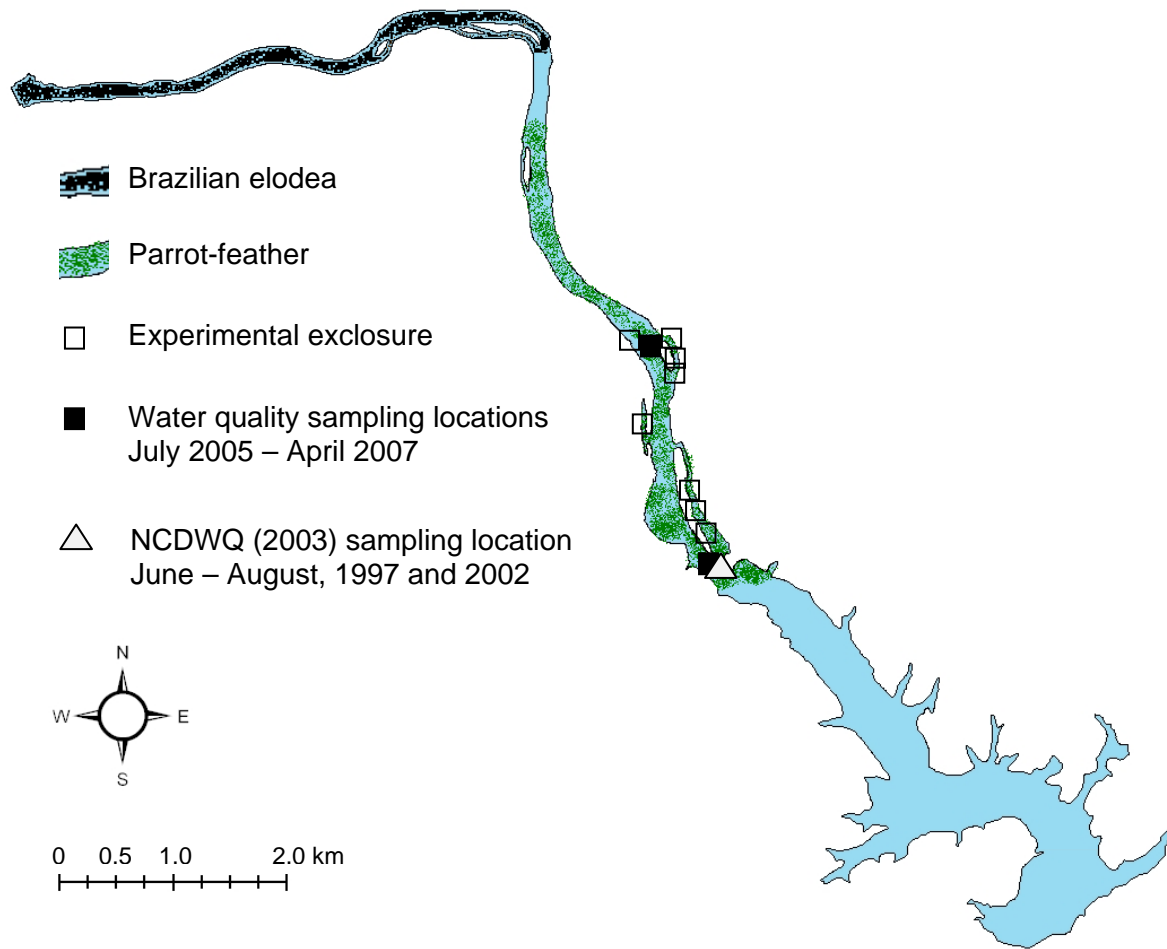 Brazilian elodea
Parrot-feather
Experimental exclosure
Water quality sampling locations
July 2005 – April 2007
NCDWQ (2003) sampling location
June – August, 1997 and 2002
N
W E
S
0 0.5 1.0 2.0 km